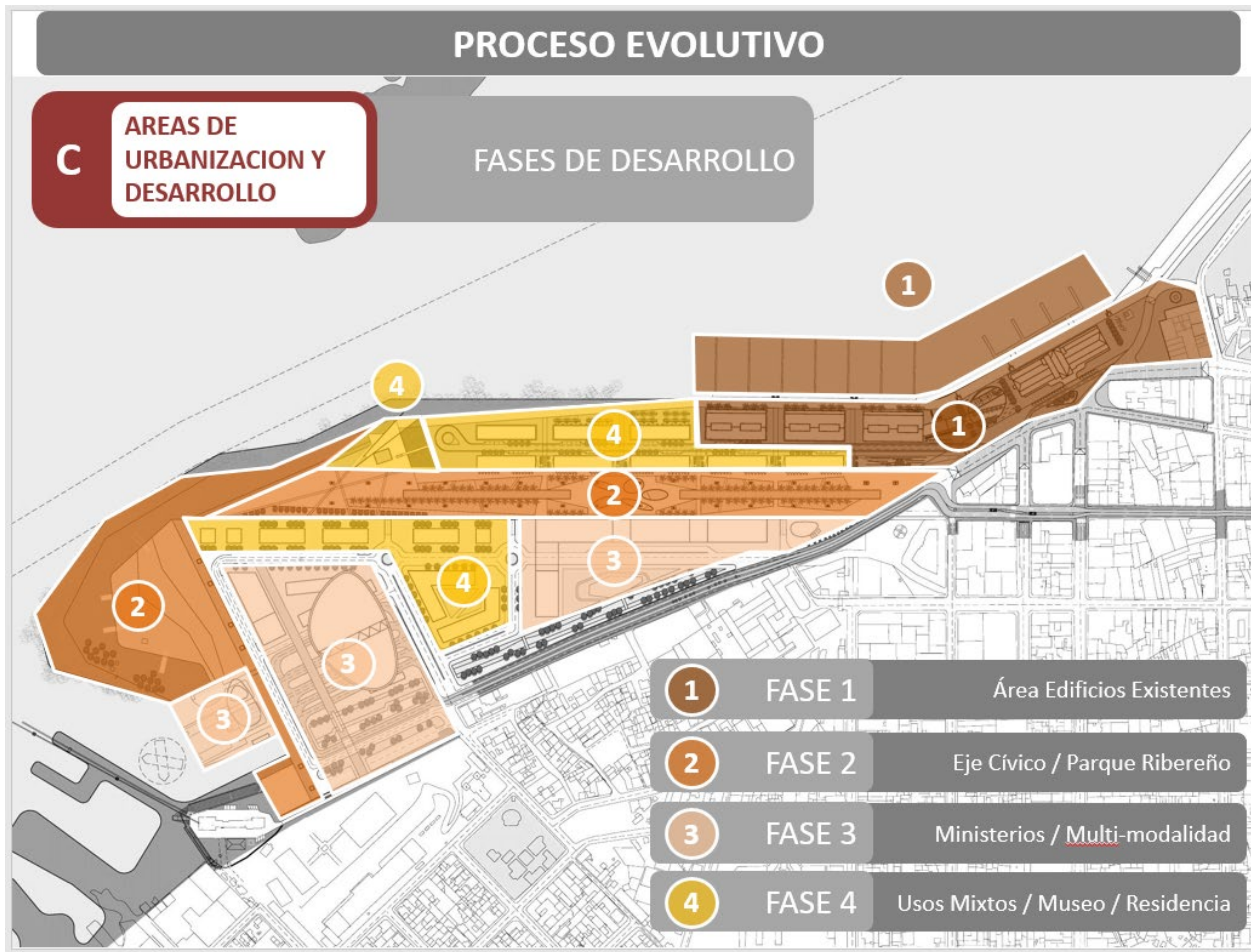 PROCESO EVOLUTIVO
C
AREAS DE
URBANIZACION Y
DESARROLLO
FASES DE DESARROLLO
1
4
4
1
2
3
4
2
3
3
1 FASE 1 Área Edificios Existentes
2 FASE 2 Eje Cívico / Parque Ribereño
3 FASE 3 Ministerios / Multi-modalidad
4 FASE 4 Usos Mixtos / Museo / Residencia